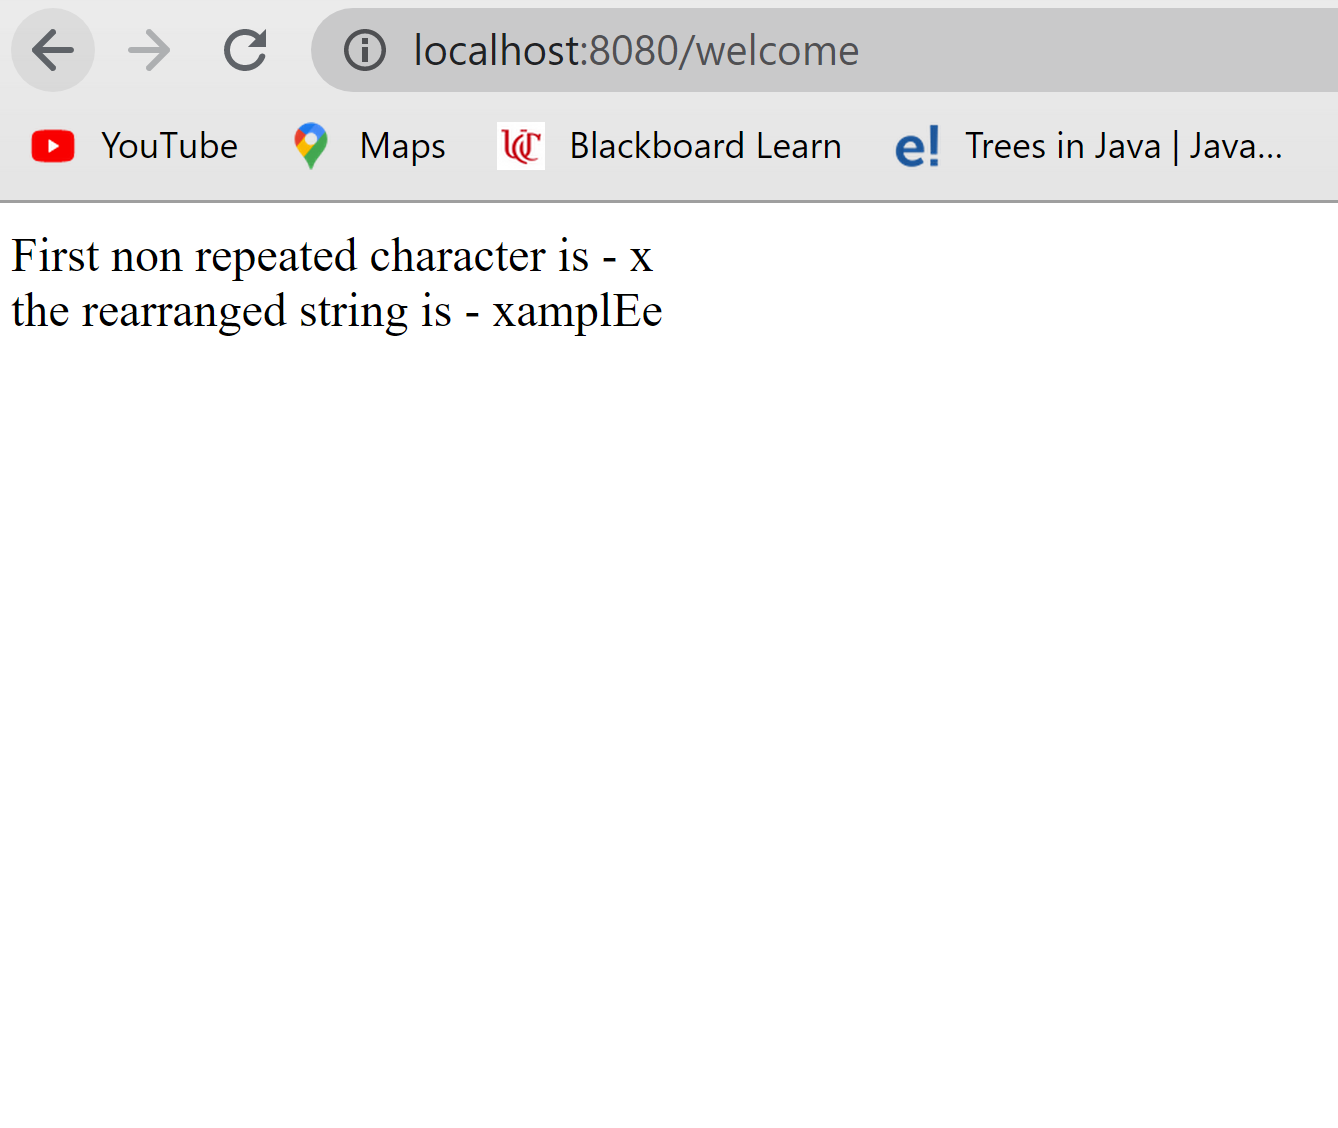 localhost:8080/welcome
YouTube Maps Blackboard Learn e! Trees in Java | Java...
First non repeated character is - x
the rearranged string is - xamplEe